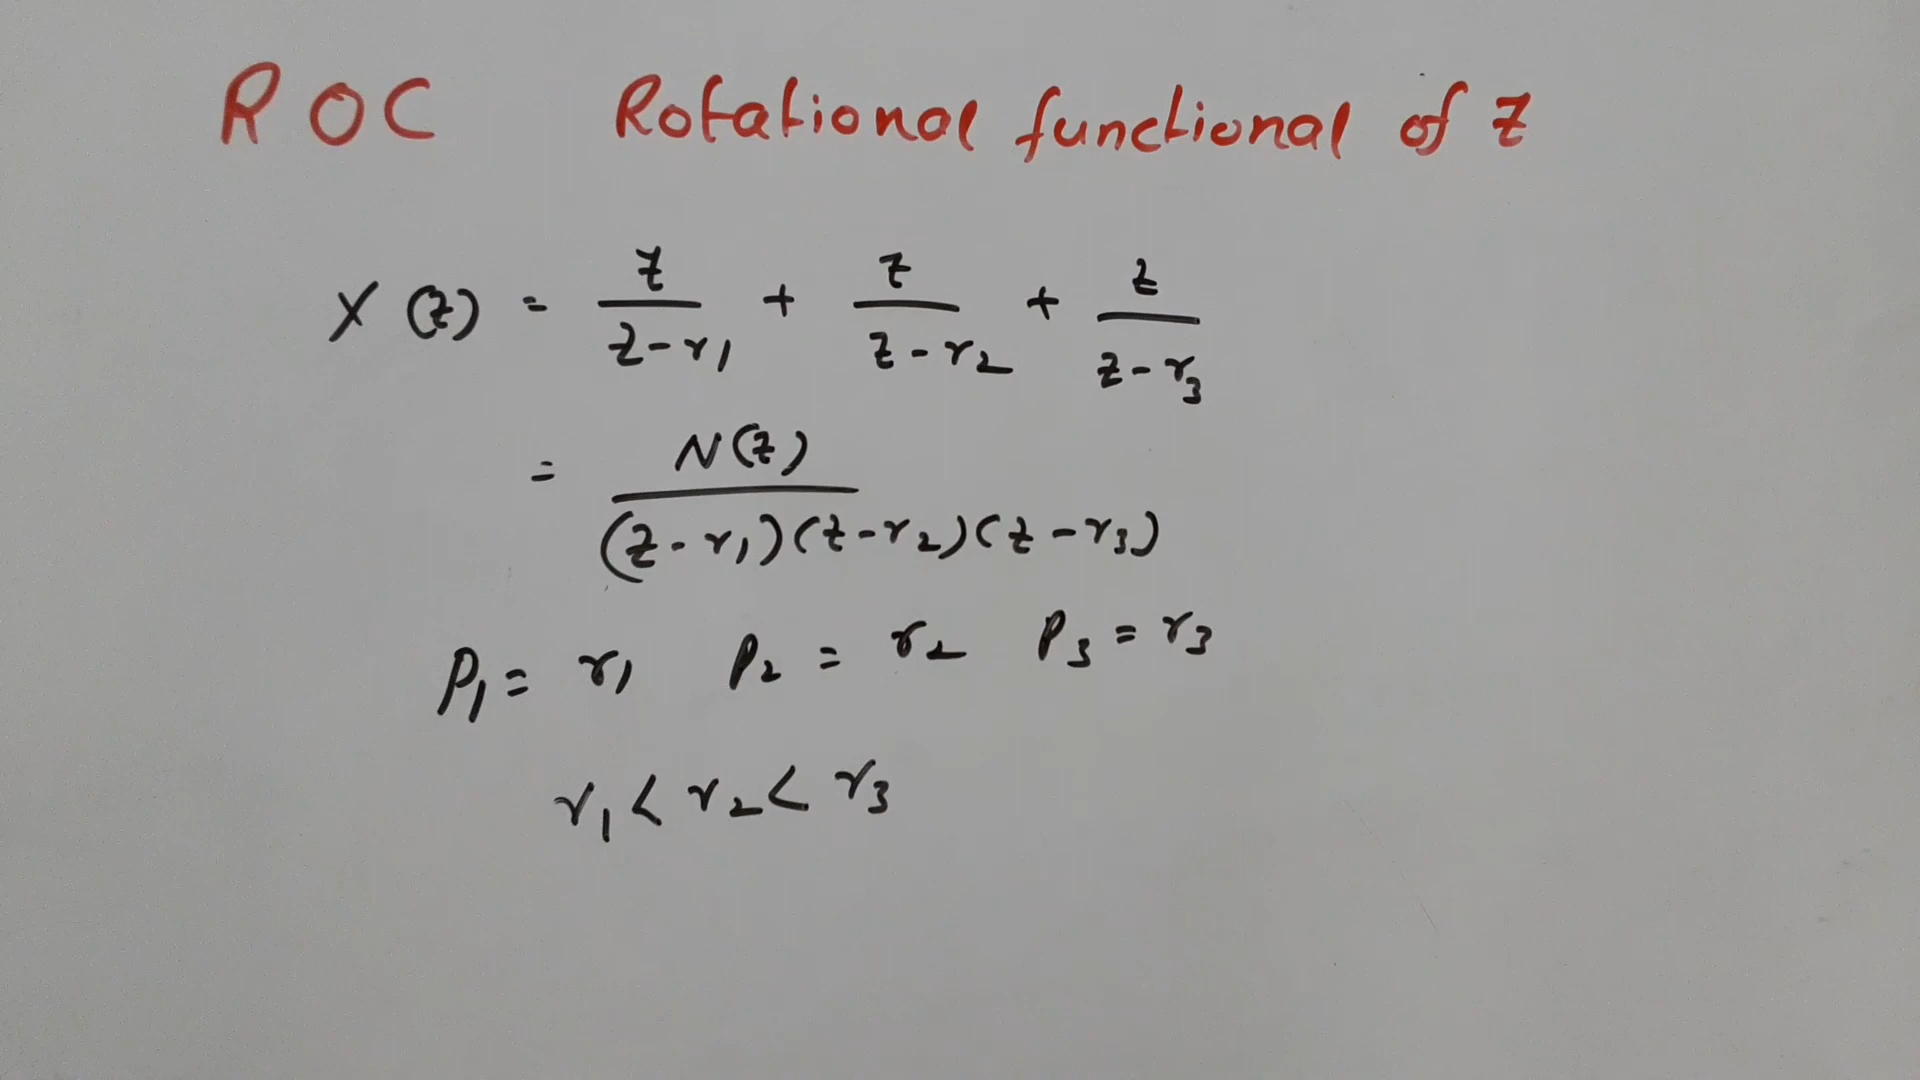 ROC Rotational functional of z
X(z) = z/(z-r1) + z/(z-r2) + z/(z-r3)
= N(z)/((z-r1)(z-r2)(z-r3))
P1 = r1 P2 = r2 P3 = r3
r1 < r2 < r3